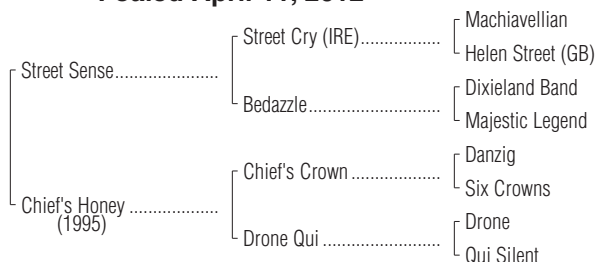 Foaled April 2012
Machiavellian
Street Cry (IRE)
Helen Street (GB)
Street Sense
Dixieland Band
Bedazzle
Majestic Legend
Danzig
Chief's Crown
Six Crowns
Chief's Honey
(1995)
Drone
Drone Qui
Qui Silent